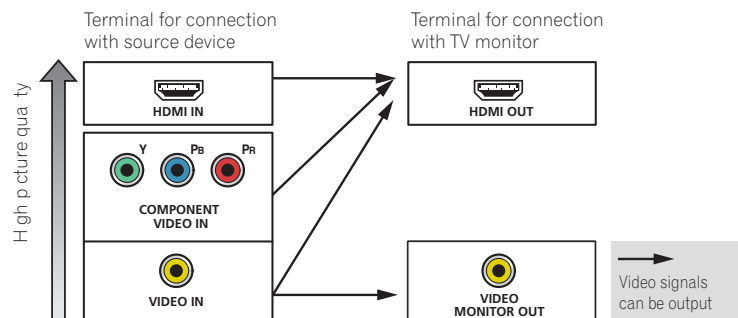 Terminal for connection
with source device
Terminal for connection
with TV monitor
H gh p cture qua ty
HDMI IN
HDMI OUT
Y
PB
PR
COMPONENT
VIDEO IN
VIDEO IN
VIDEO
MONITOR OUT
Video signals
can be output